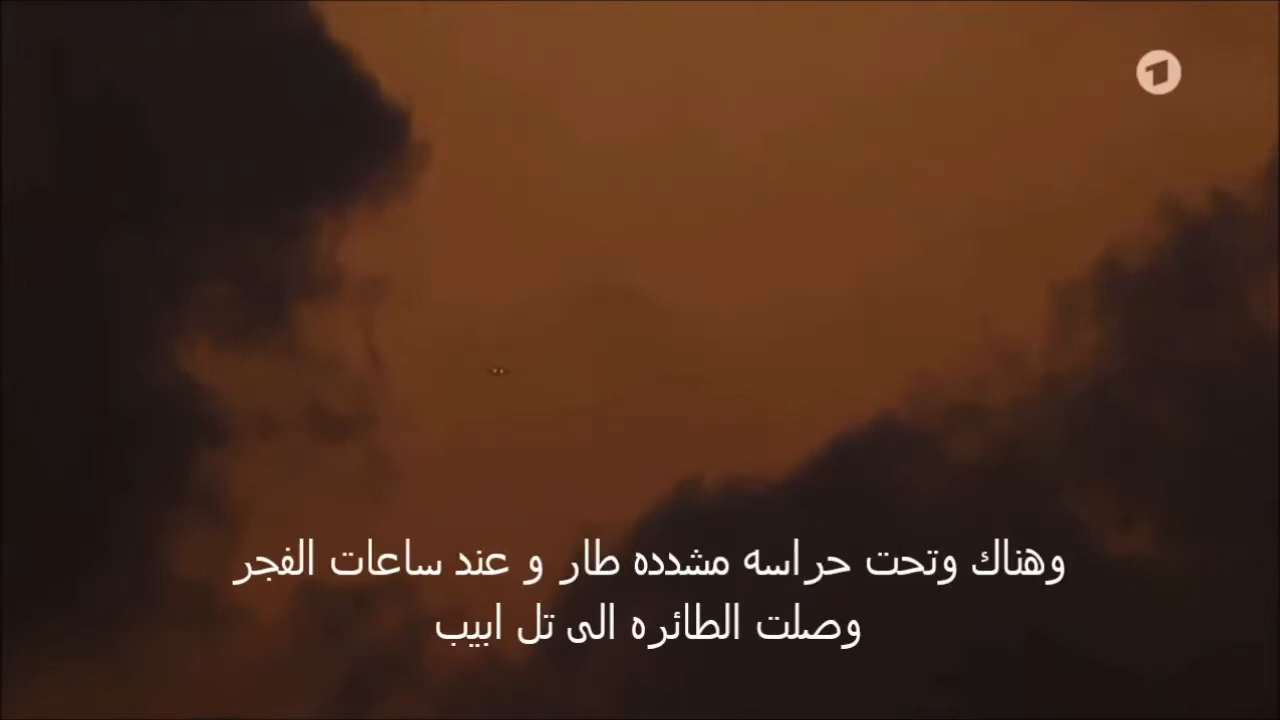 وهناك وتحت حراسه مشدده طار و عند ساعات الفجر
وصلت الطائره الى تل ابيب